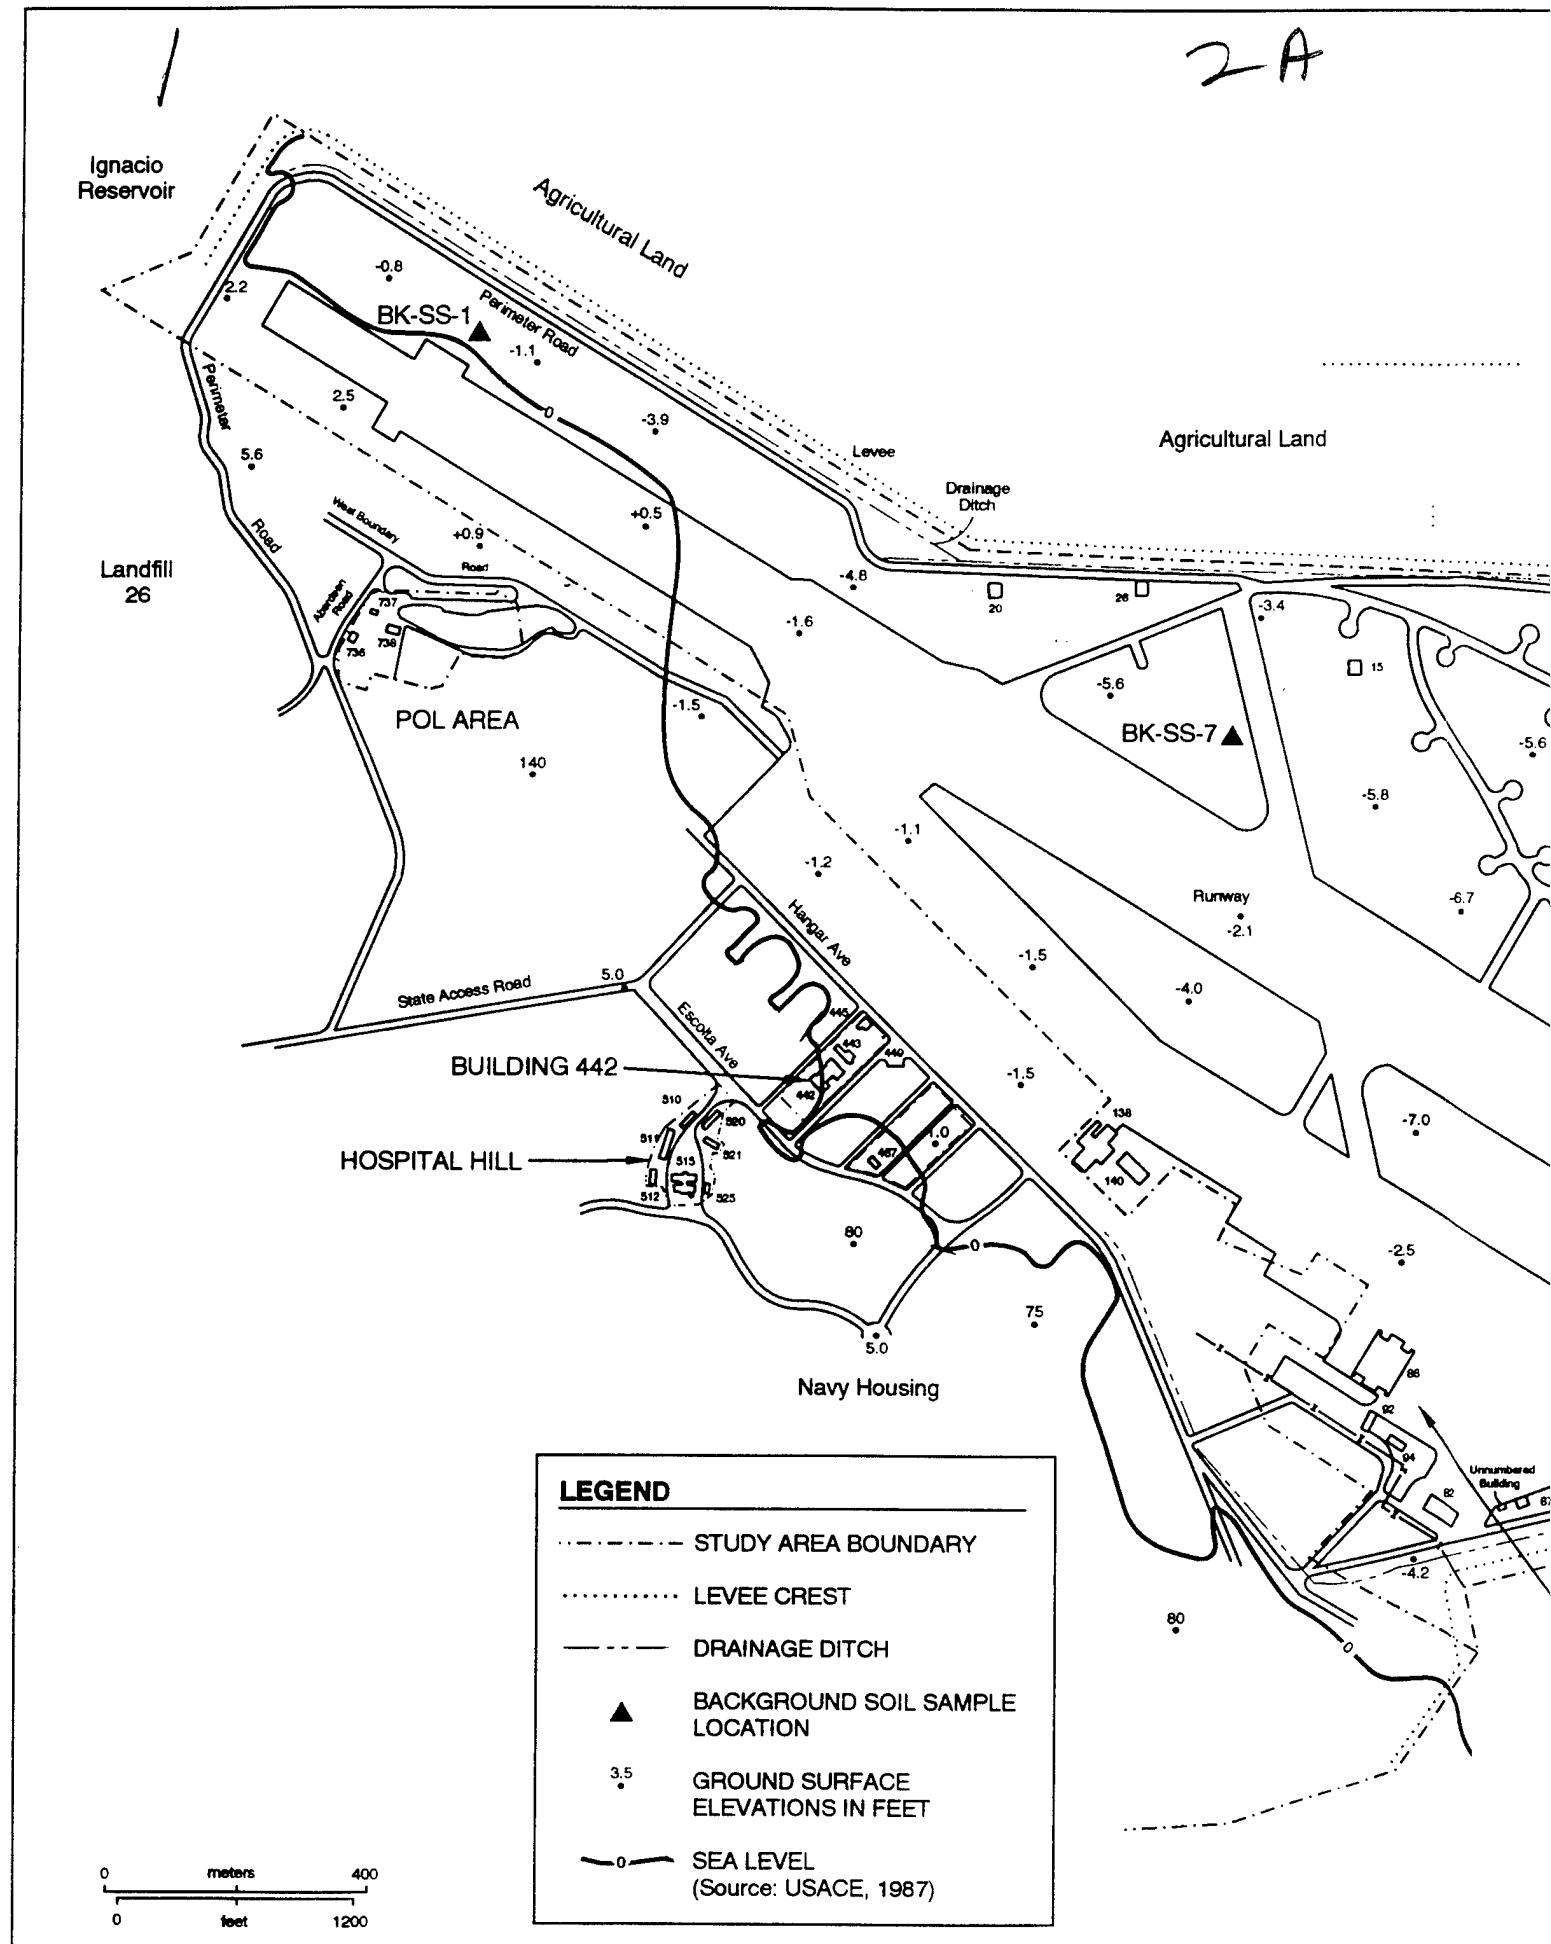 1
2A
Ignacio
Reservoir
Agricultural Land
-0.8
2.2
BK-SS-1
Perimeter Road
-1.1
Perimeter
2.5
0
-3.9
Agricultural Land
Levee
5.6
Drainage
Ditch
West Boundary
+0.5
Road
+0.9
Road
Landfill
26
-4.8
Aberdeen
Road
737
20
26
-3.4
-1.6
736
738
15
-5.6
POL AREA
-1.5
BK-SS-7
-5.6
140
-5.8
-1.1
-1.2
Runway
-6.7
Hangar Ave
-2.1
-1.5
5.0
State Access Road
-4.0
Escolta Ave
445
443
449
BUILDING 442
-1.5
442
510
138
520
-7.0
511
1.0
HOSPITAL HILL
521
515
467
140
512
525
80
0
-2.5
75
5.0
Navy Housing
86
92
94
Unnumbered
Building
82
87
-4.2
80
0
LEGEND
STUDY AREA BOUNDARY
LEVEE CREST
DRAINAGE DITCH
BACKGROUND SOIL SAMPLE
LOCATION
3.5
GROUND SURFACE
ELEVATIONS IN FEET
0
SEA LEVEL
(Source: USACE, 1987)
0 meters 400
0 feet 1200